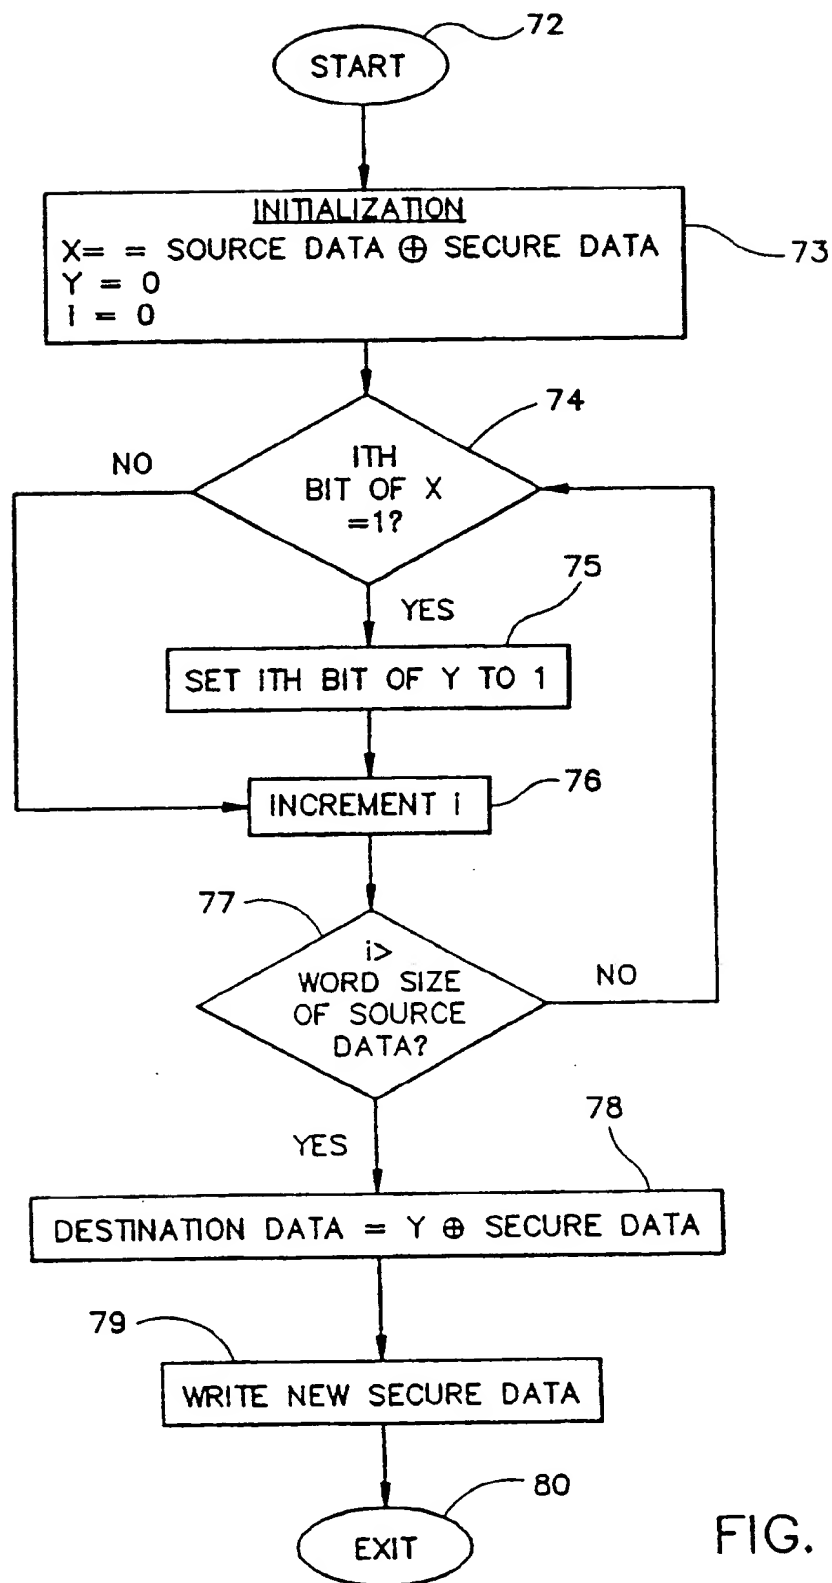 72
START
INITIALIZATION
X= = SOURCE DATA ⊕ SECURE DATA
Y = 0
i = 0
73
74
NO
ITH
BIT OF X
=1?
75
YES
SET ITH BIT OF Y TO 1
INCREMENT i
76
77
i>
WORD SIZE
OF SOURCE
DATA?
NO
YES
78
DESTINATION DATA = Y ⊕ SECURE DATA
79
WRITE NEW SECURE DATA
80
EXIT
FIG.